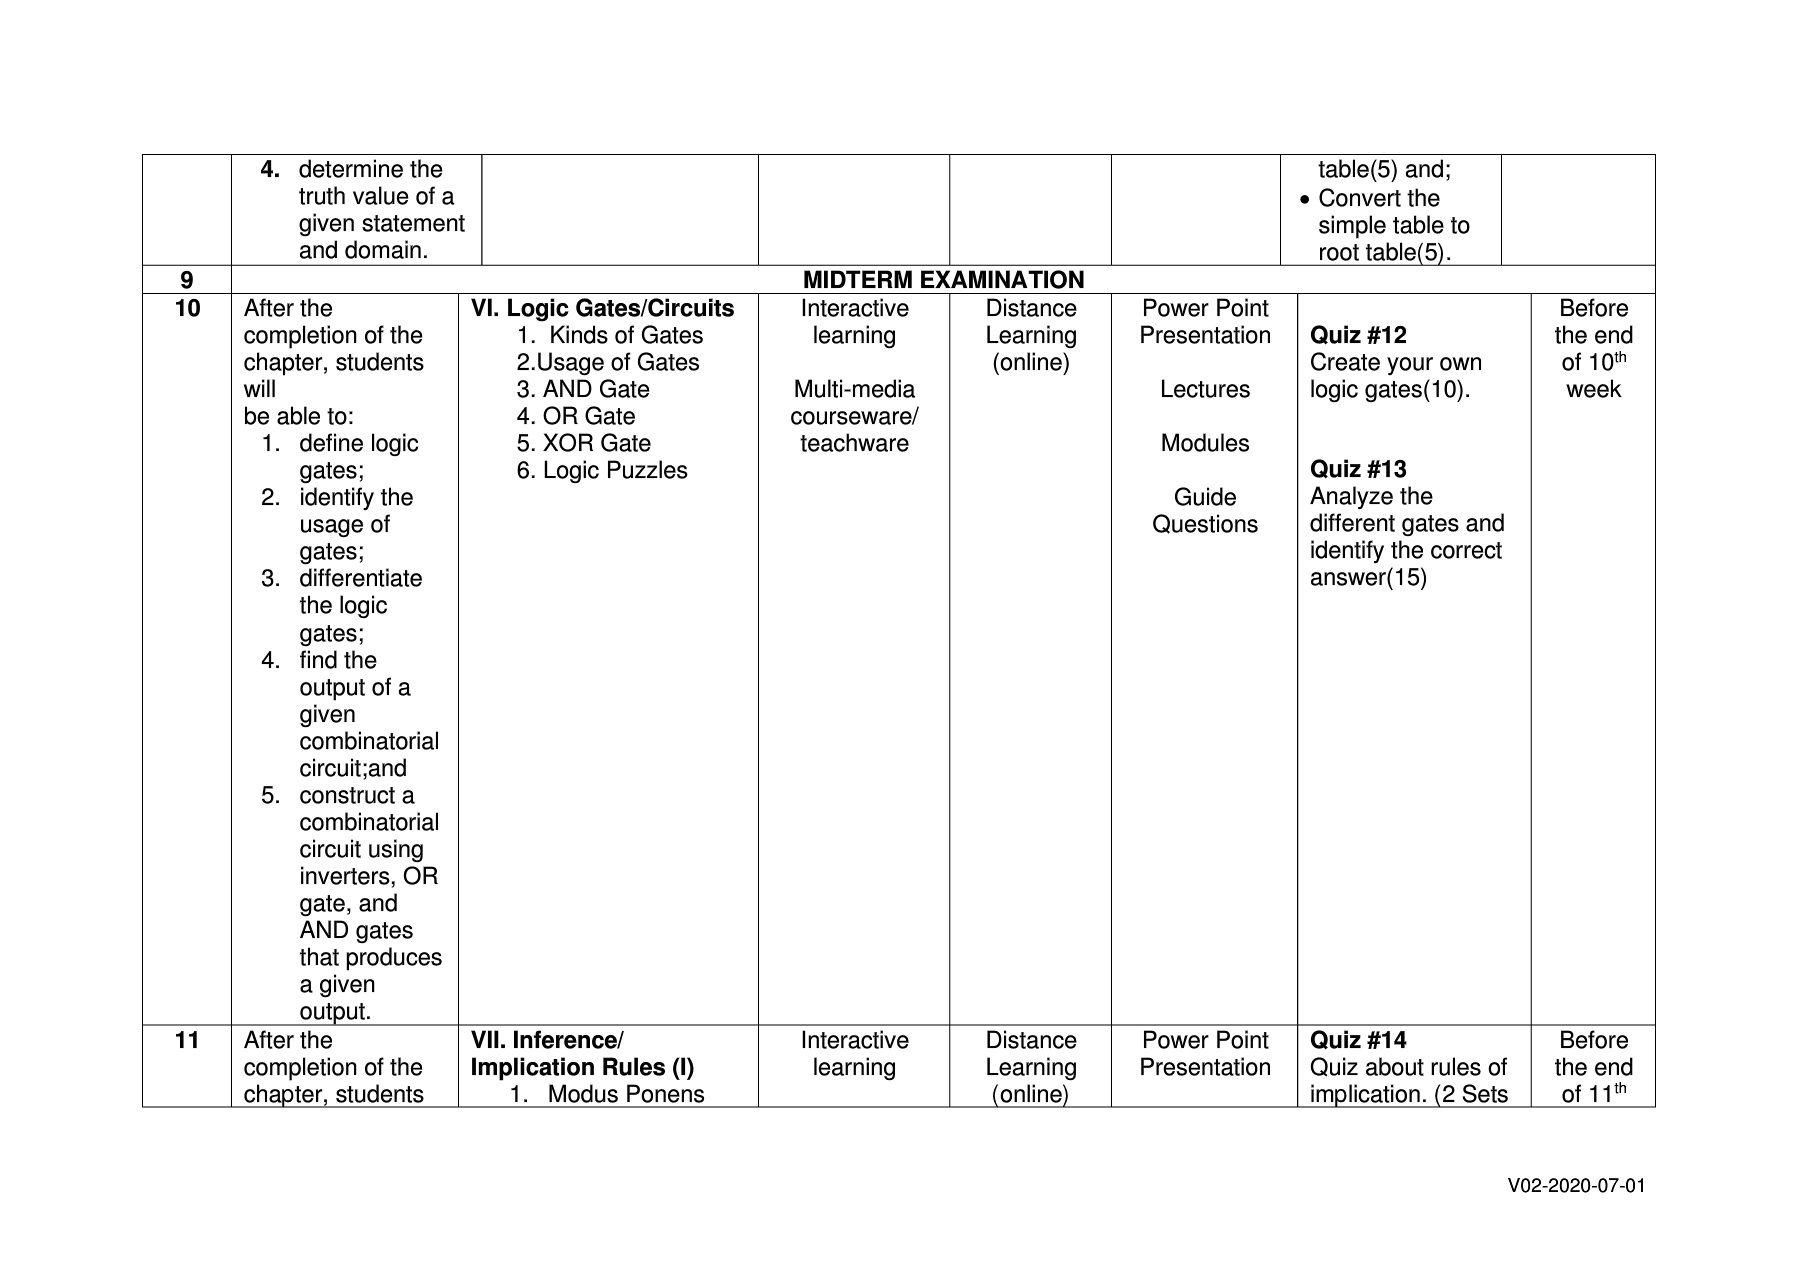 4. determine the
truth value of a
given statement
and domain.
table(5) and;
• Convert the
simple table to
root table(5).
9
MIDTERM EXAMINATION
10
After the
completion of the
chapter, students
will
be able to:
1. define logic
gates;
2. identify the
usage of
gates;
3. differentiate
the logic
gates;
4. find the
output of a
given
combinatorial
circuit;and
5. construct a
combinatorial
circuit using
inverters, OR
gate, and
AND gates
that produces
a given
output.
VI. Logic Gates/Circuits
1. Kinds of Gates
2.Usage of Gates
3. AND Gate
4. OR Gate
5. XOR Gate
6. Logic Puzzles
Interactive
learning
Multi-media
courseware/
teachware
Distance
Learning
(online)
Power Point
Presentation
Lectures
Modules
Guide
Questions
Quiz #12
Create your own
logic gates(10).
Quiz #13
Analyze the
different gates and
identify the correct
answer(15)
Before
the end
of 10th
week
11
After the
completion of the
chapter, students
VII. Inference/
Implication Rules (I)
1. Modus Ponens
Interactive
learning
Distance
Learning
(online)
Power Point
Presentation
Quiz #14
Quiz about rules of
implication. (2 Sets
Before
the end
of 11th
V02-2020-07-01